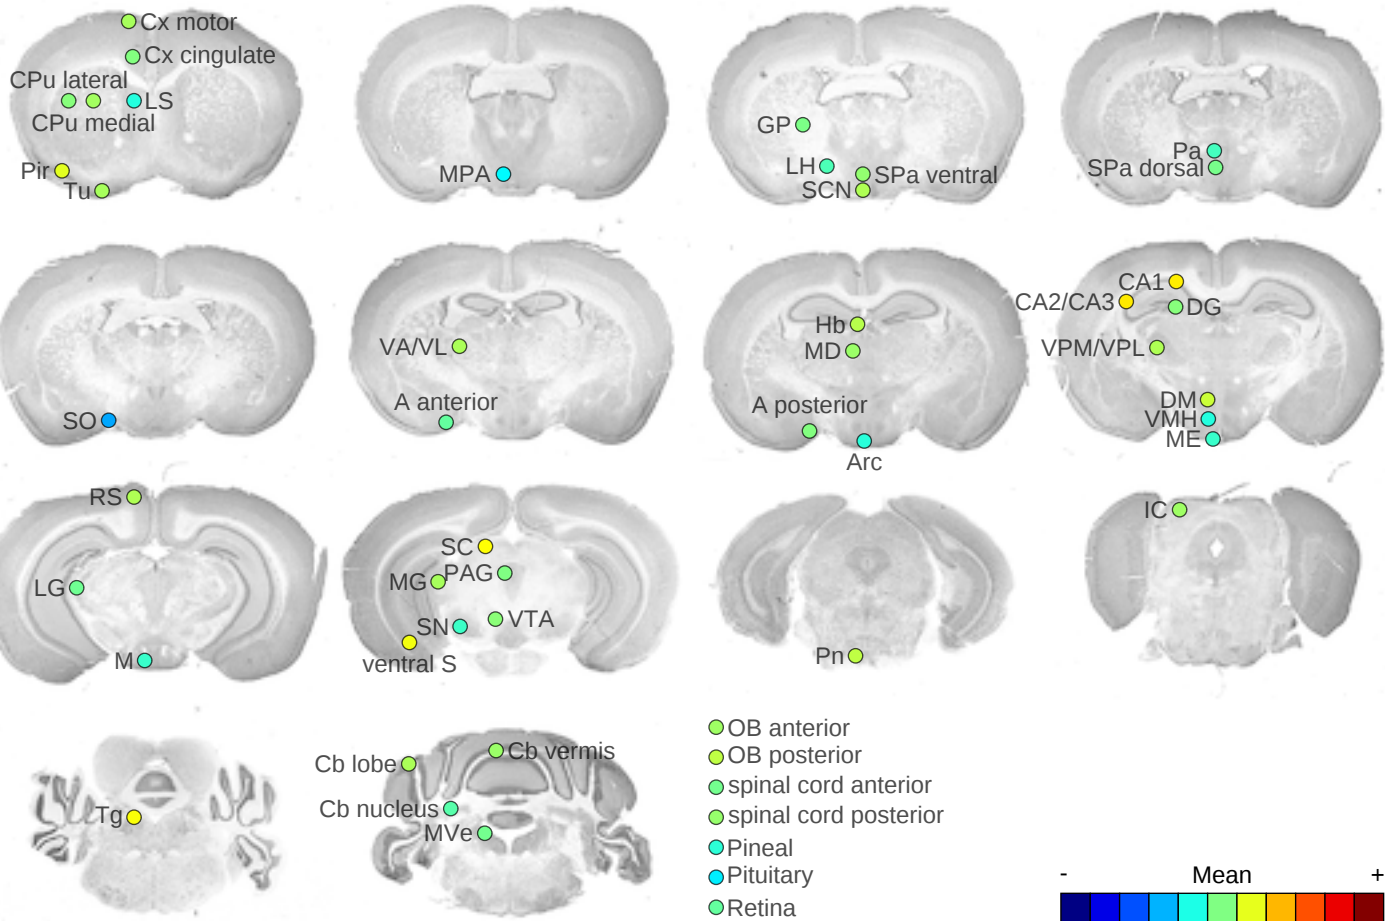 Cx motor
Cx cingulate
CPu lateral
LS
CPu medial
Pir
Tu
MPA
GP
LH
SPa ventral
SCN
Pa
SPa dorsal
SO
VA/VL
A anterior
Hb
MD
A posterior
Arc
CA1
CA2/CA3
DG
VPM/VPL
DM
VMH
ME
RS
LG
M
SC
PAG
MG
VTA
SN
ventral S
Pn
IC
Tg
Cb lobe
Cb vermis
Cb nucleus
MVe
OB anterior
OB posterior
spinal cord anterior
spinal cord posterior
Pineal
Pituitary
Retina
- Mean +